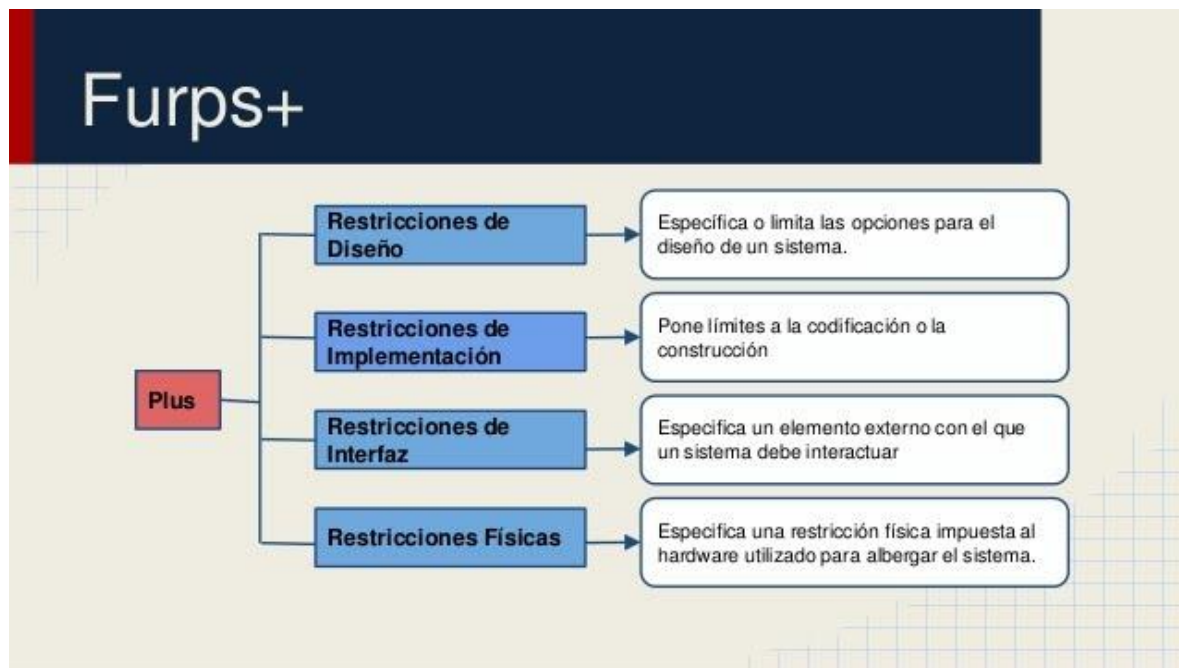 Furps+
Plus
Restricciones de
Diseño
Específica o limita las opciones para el
diseño de un sistema.
Restricciones de
Implementación
Pone límites a la codificación o la
construcción
Restricciones de
Interfaz
Especifica un elemento externo con el que
un sistema debe interactuar
Restricciones Físicas
Especifica una restricción física impuesta al
hardware utilizado para albergar el sistema.